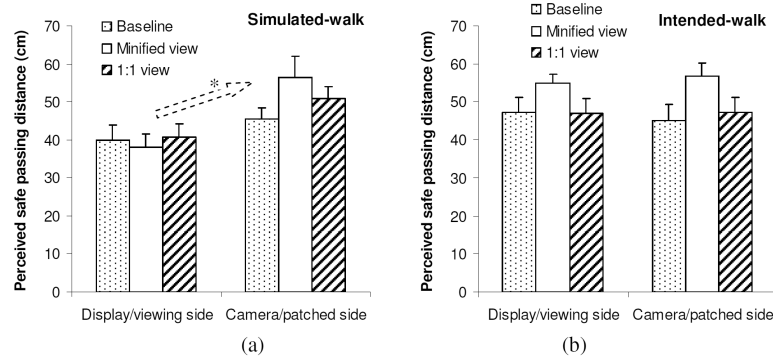 Simulated-walk
Perceived safe passing distance (cm)
70
60
50
40
30
20
10
0
Baseline
Minified view
1:1 view
*
Display/viewing side
Camera/patched side
(a)
Intended-walk
Perceived safe passing distance (cm)
70
60
50
40
30
20
10
0
Baseline
Minified view
1:1 view
Display/viewing side
Camera/patched side
(b)